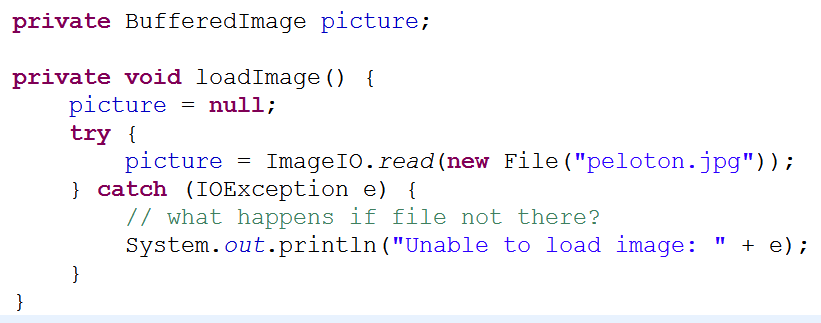 private BufferedImage picture;
private void loadImage() {
    picture = null;
    try {
        picture = ImageIO.read(new File("peloton.jpg"));
    } catch (IOException e) {
        // what happens if file not there?
        System.out.println("Unable to load image: " + e);
    }
}